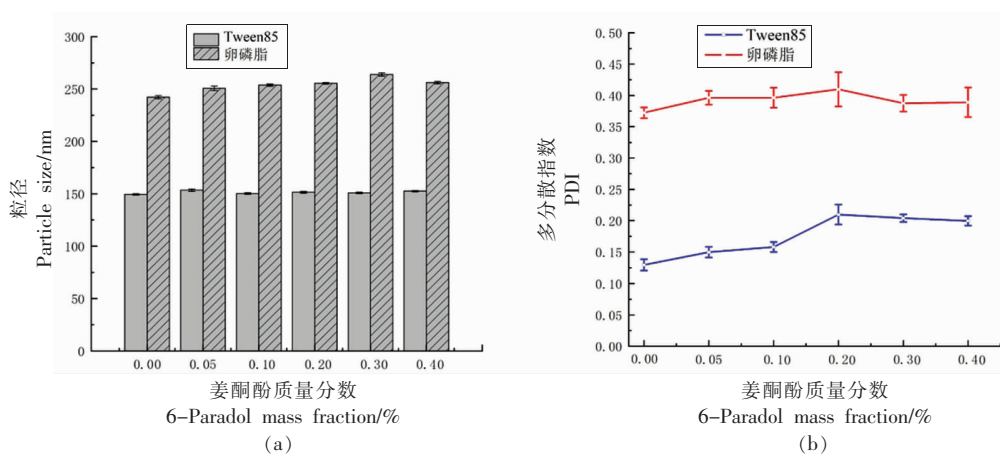 300
250
200
150
100
50
0
粒径
Particle size/nm
Tween85
卵磷脂
0.00 0.05 0.10 0.20 0.30 0.40
姜酮酚质量分数
6-Paradol mass fraction/%
(a)
0.50
0.45
0.40
0.35
0.30
0.25
0.20
0.15
0.10
0.05
0.00
多分散指数
PDI
Tween85
卵磷脂
0.00 0.05 0.10 0.20 0.30 0.40
姜酮酚质量分数
6-Paradol mass fraction/%
(b)